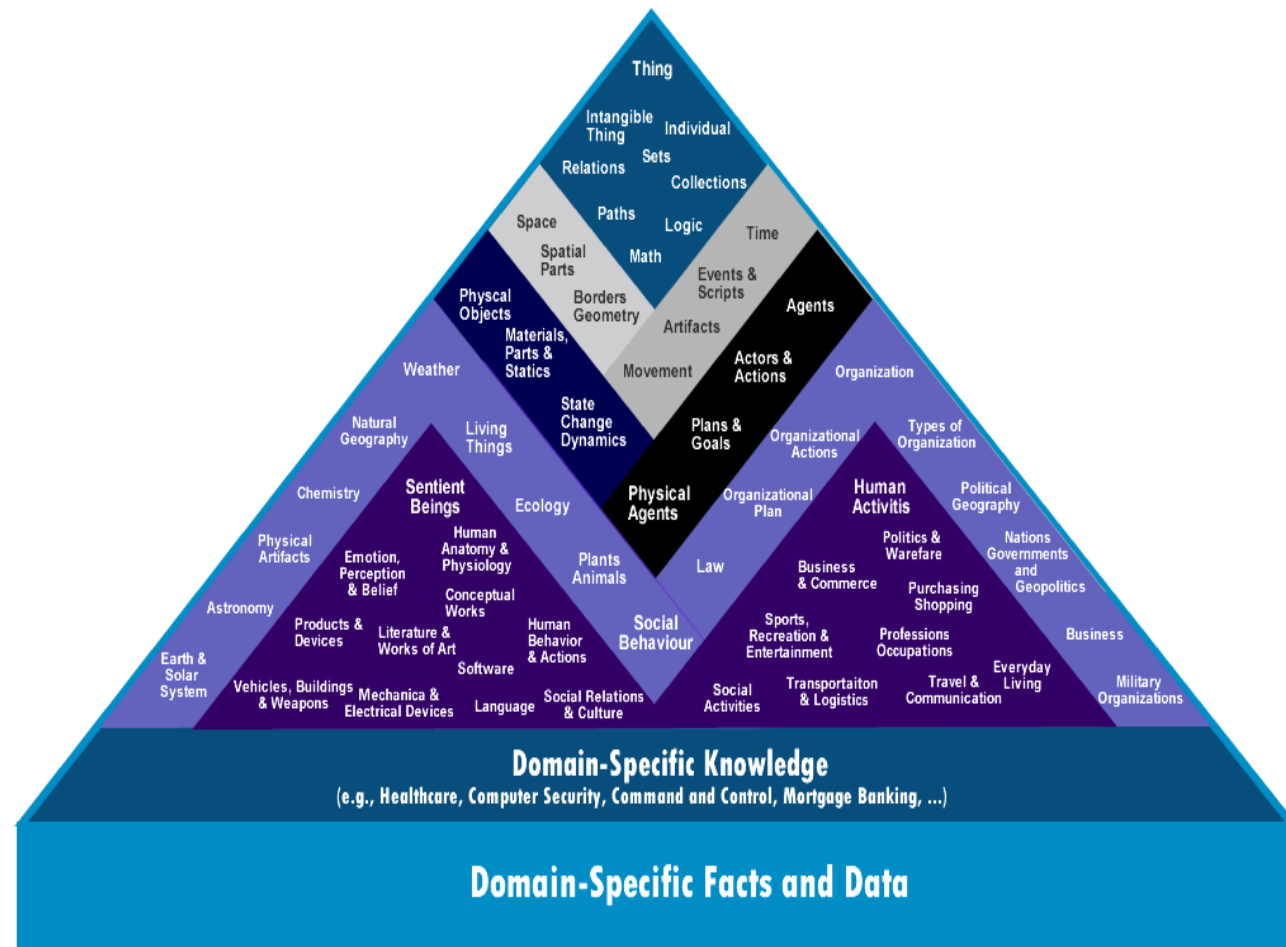 Thing
Intangible
Thing
Individual
Sets
Relations
Collections
Paths
Logic
Math
Space
Spatial
Parts
Borders
Geometry
Time
Events &
Scripts
Artifacts
Movement
Physcal
Objects
Materials,
Parts &
Statics
State
Change
Dynamics
Agents
Actors &
Actions
Plans &
Goals
Physical
Agents
Weather
Natural
Geography
Living
Things
Chemistry
Ecology
Physical
Artifacts
Plants
Animals
Astronomy
Social
Behaviour
Earth &
Solar
System
Organization
Types of
Organization
Organizational
Actions
Organizational
Plan
Political
Geography
Law
Nations
Governments
and
Geopolitics
Business
Military
Organizations
Sentient
Beings
Human
Anatomy &
Physiology
Emotion,
Perception
& Belief
Conceptual
Works
Products &
Devices
Literature &
Works of Art
Human
Behavior
& Actions
Software
Vehicles, Buildings
& Weapons
Mechanica &
Electrical Devices
Language
Social Relations
& Culture
Human
Activitis
Politics &
Warefare
Business
& Commerce
Purchasing
Shopping
Sports,
Recreation &
Entertainment
Professions
Occupations
Everyday
Living
Social
Activities
Transportaiton
& Logistics
Travel &
Communication
Domain-Specific Knowledge
(e.g., Healthcare, Computer Security, Command and Control, Mortgage Banking, ...)
Domain-Specific Facts and Data